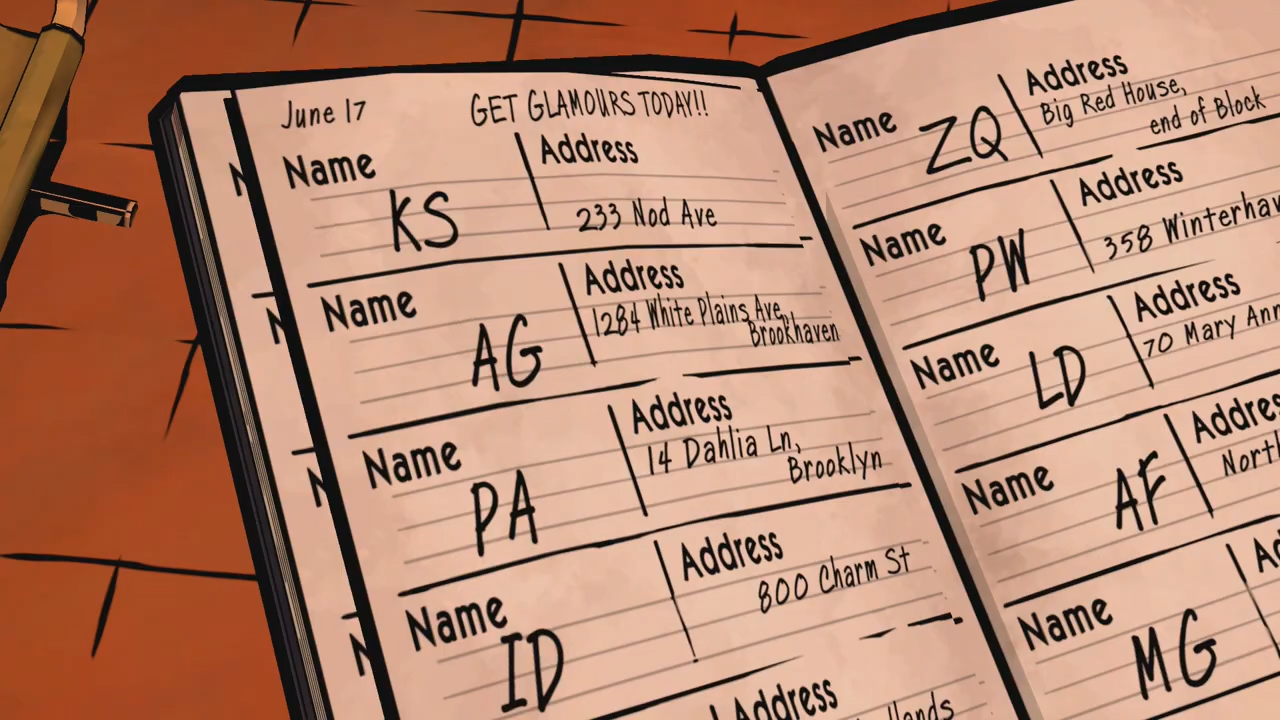 June 17 GET GLAMOURS TODAY!!
Name KS Address
233 Nod Ave
Name AG Address
1284 White Plains Ave,
Brookhaven
Name PA Address
14 Dahlia Ln,
Brooklyn
Name ID Address
800 Charm St
Address
Name ZQ Address
Big Red House,
end of Block
Name PW Address
358
Name LD Address
70 Mary
Name AF
Name MG